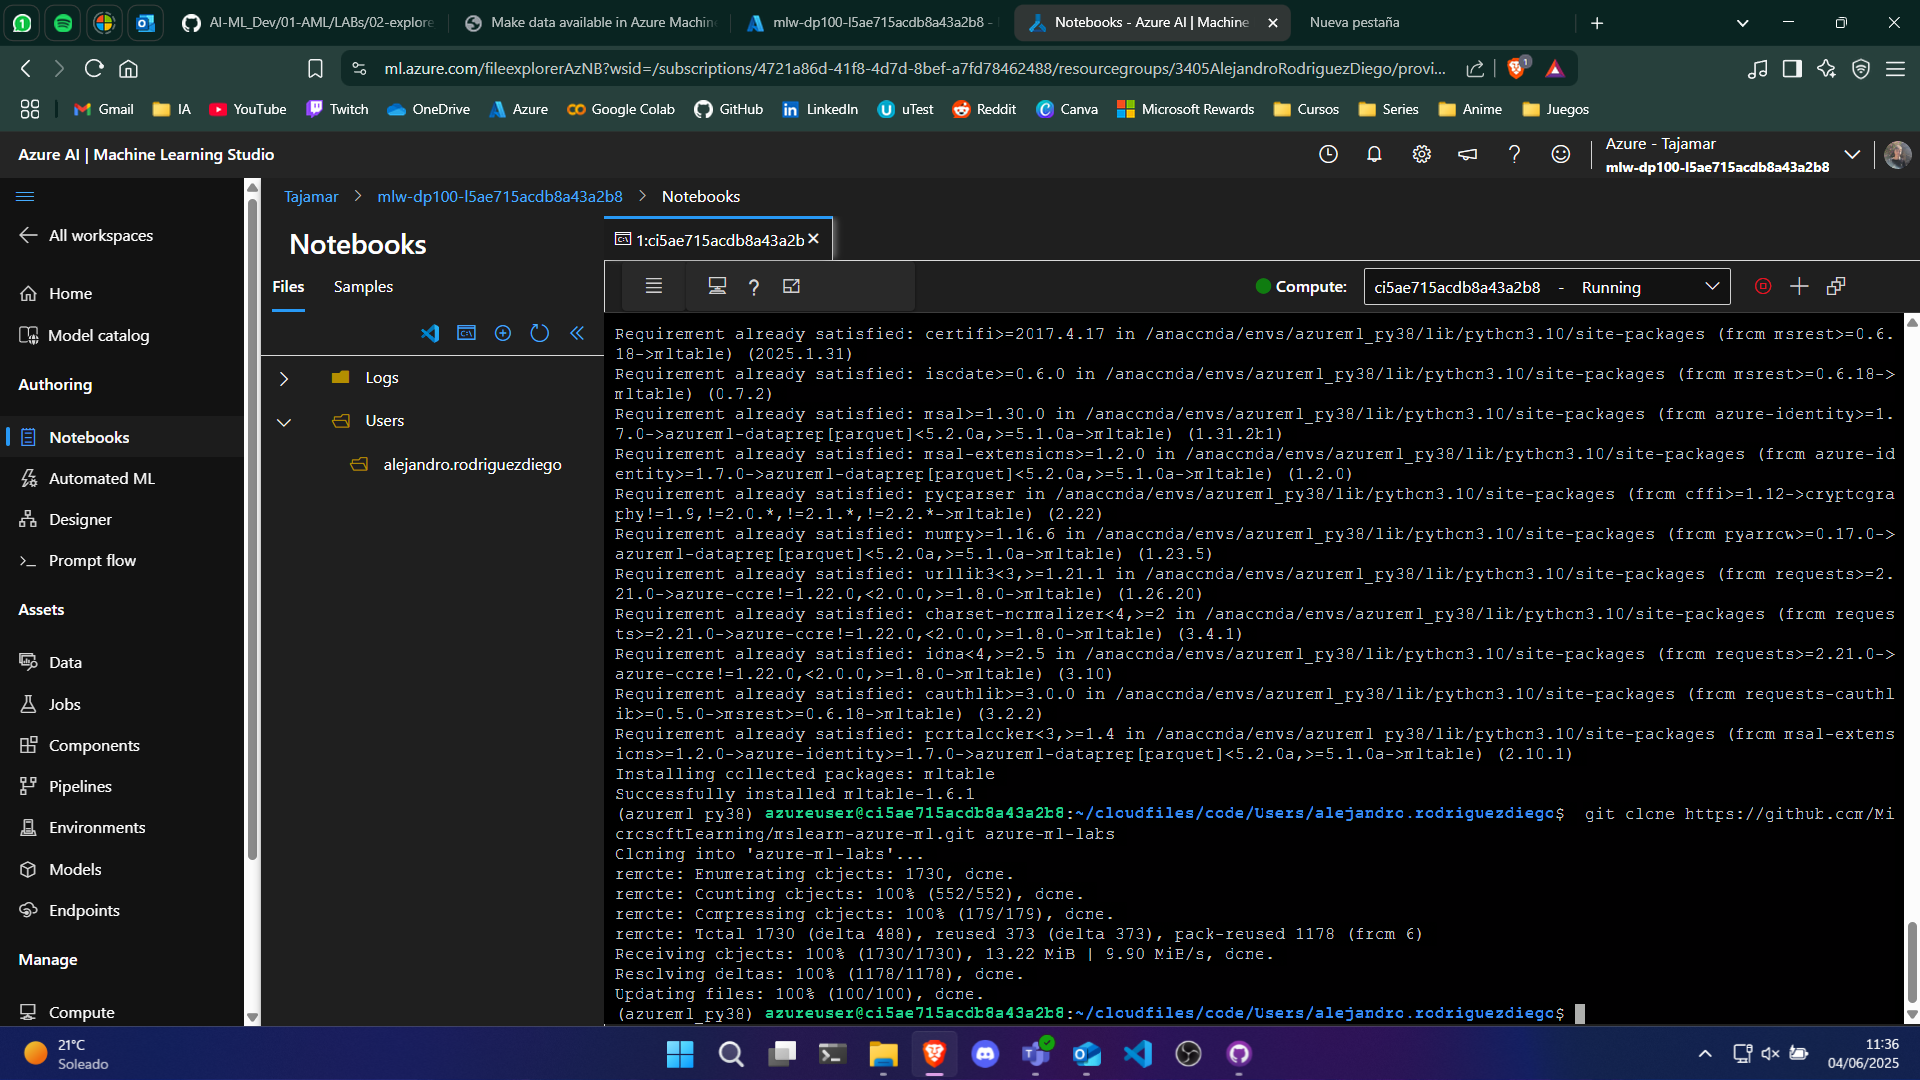 AI-ML_Dev/01-AML/LABs/02-explore
Make data available in Azure Machin
mlw-dp100-l5ae715acdb8a43a2b8 -
Notebooks - Azure AI | Machine
Nueva pestaña
ml.azure.com/fileexplorerAzNB?wsid=/subscriptions/4721a86d-41f8-4d7d-8bef-a7fd78462488/resourcegroups/3405AlejandroRodriguezDiego/provi...
1
Gmail
IA
YouTube
Twitch
OneDrive
Azure
Google Colab
GitHub
LinkedIn
uTest
Reddit
Canva
Microsoft Rewards
Cursos
Series
Anime
Juegos
Azure AI | Machine Learning Studio
Azure - Tajamar
mlw-dp100-l5ae715acdb8a43a2b8
All workspaces
Home
Model catalog
Authoring
Notebooks
Automated ML
Designer
Prompt flow
Assets
Data
Jobs
Components
Pipelines
Environments
Models
Endpoints
Manage
Compute
Tajamar > mlw-dp100-l5ae715acdb8a43a2b8 > Notebooks
Notebooks
Files
Samples
Logs
Users
alejandro.rodriguezdiego
1:ci5ae715acdb8a43a2b
Compute:
ci5ae715acdb8a43a2b8 - Running
Requirement already satisfied: certifi>=2017.4.17 in /anaconda/envs/azureml_py38/lib/python3.10/site-packages (from msrest>=0.6.
18->mltable) (2025.1.31)
Requirement already satisfied: isodate>=0.6.0 in /anaconda/envs/azureml_py38/lib/python3.10/site-packages (from msrest>=0.6.18->
mltable) (0.7.2)
Requirement already satisfied: msal>=1.30.0 in /anaconda/envs/azureml_py38/lib/python3.10/site-packages (from azure-identity>=1.
7.0->azureml-dataprep[parquet]<5.2.0a,>=5.1.0a->mltable) (1.31.2b1)
Requirement already satisfied: msal-extensions>=1.2.0 in /anaconda/envs/azureml_py38/lib/python3.10/site-packages (from azure-id
entity>=1.7.0->azureml-dataprep[parquet]<5.2.0a,>=5.1.0a->mltable) (1.2.0)
Requirement already satisfied: pycparser in /anaconda/envs/azureml_py38/lib/python3.10/site-packages (from cffi>=1.12->cryptogra
phy!=1.9,!=2.0.*,!=2.1.*,!=2.2.*->mltable) (2.22)
Requirement already satisfied: numpy>=1.16.6 in /anaconda/envs/azureml_py38/lib/python3.10/site-packages (from pyarrow>=0.17.0->
azureml-dataprep[parquet]<5.2.0a,>=5.1.0a->mltable) (1.23.5)
Requirement already satisfied: urllib3<3,>=1.21.1 in /anaconda/envs/azureml_py38/lib/python3.10/site-packages (from requests>=2.
21.0->azure-core!=1.22.0,<2.0.0,>=1.8.0->mltable) (1.26.20)
Requirement already satisfied: charset-normalizer<4,>=2 in /anaconda/envs/azureml_py38/lib/python3.10/site-packages (from reques
ts>=2.21.0->azure-core!=1.22.0,<2.0.0,>=1.8.0->mltable) (3.4.1)
Requirement already satisfied: idna<4,>=2.5 in /anaconda/envs/azureml_py38/lib/python3.10/site-packages (from requests>=2.21.0->
azure-core!=1.22.0,<2.0.0,>=1.8.0->mltable) (3.10)
Requirement already satisfied: oauthlib>=3.0.0 in /anaconda/envs/azureml_py38/lib/python3.10/site-packages (from requests-oauthl
ib>=0.5.0->msrest>=0.6.18->mltable) (3.2.2)
Requirement already satisfied: portalocker<3,>=1.4 in /anaconda/envs/azureml_py38/lib/python3.10/site-packages (from msal-extens
ions>=1.2.0->azure-identity>=1.7.0->azureml-dataprep[parquet]<5.2.0a,>=5.1.0a->mltable) (2.10.1)
Installing collected packages: mltable
Successfully installed mltable-1.6.1
(azureml_py38) azureuser@ci5ae715acdb8a43a2b8:~/cloudfiles/code/Users/alejandro.rodriguezdiego$ git clone https://github.com/Mi
crosoftLearning/mslearn-azure-ml.git azure-ml-labs
Cloning into 'azure-ml-labs'...
remote: Enumerating objects: 1730, done.
remote: Counting objects: 100% (552/552), done.
remote: Compressing objects: 100% (179/179), done.
remote: Total 1730 (delta 488), reused 373 (delta 373), pack-reused 1178 (from 6)
Receiving objects: 100% (1730/1730), 13.22 MiB | 9.90 MiB/s, done.
Resolving deltas: 100% (1178/1178), done.
Updating files: 100% (100/100), done.
(azureml_py38) azureuser@ci5ae715acdb8a43a2b8:~/cloudfiles/code/Users/alejandro.rodriguezdiego$
21°C
Soleado
11:36
04/06/2025